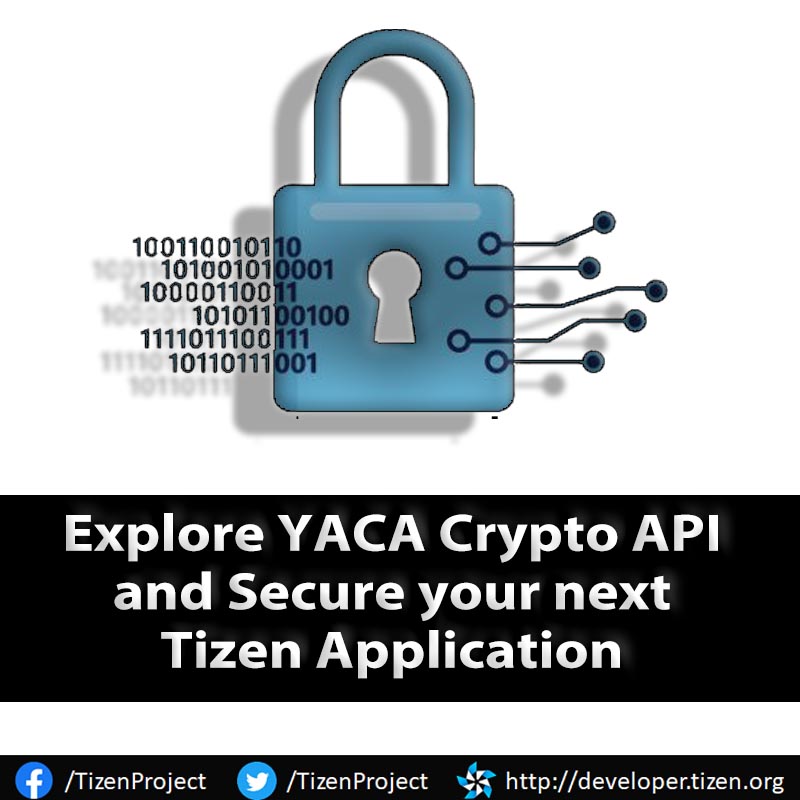 100110010110
101001010001
10000110011
10101100100
1111011100111
10110111001
Explore YACA Crypto API
and Secure your next
Tizen Application
/TizenProject
/TizenProject
http://developer.tizen.org